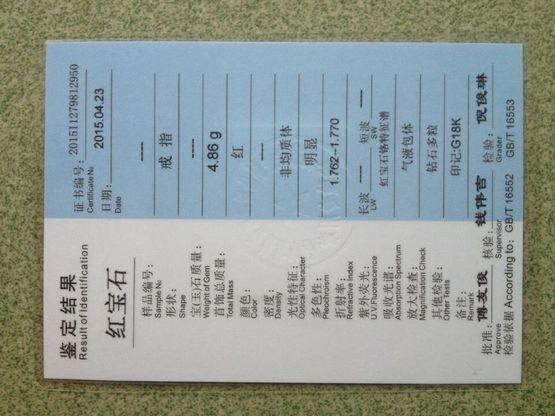 鉴定结果
Result of Identification
证书编号: 201511279812950
Certificate №
红宝石
日期: 2015.04.23
Date
样品编号: ----
Sample №
形状: 戒 指
Shape
宝玉石质量: ----
Weight of Gem
首饰总质量: 4.86 g
Total Mass
颜色: 红
Color
密度: ----
Density
光性特征: 非均质体
Optical Character
多色性: 明显
Pleochroism
折射率: 1.762-1.770
Refractive Index
紫外荧光: 长波 ---- 短波 ----
U.V.Fluorescence LW SW
吸收光谱: 红宝石铬特征谱
Absorption Spectrum
放大检查: 气液包体
Magnification Check
其他检验: 钻石多粒
Other Tests
备注: 印记:G18K
Remark
批准: 傅友俊 核验: 钱伟吉 检验: 倪俊琳
Approve Supervisor Grader
检验依据 According to: GB/T 16552 GB/T 16553